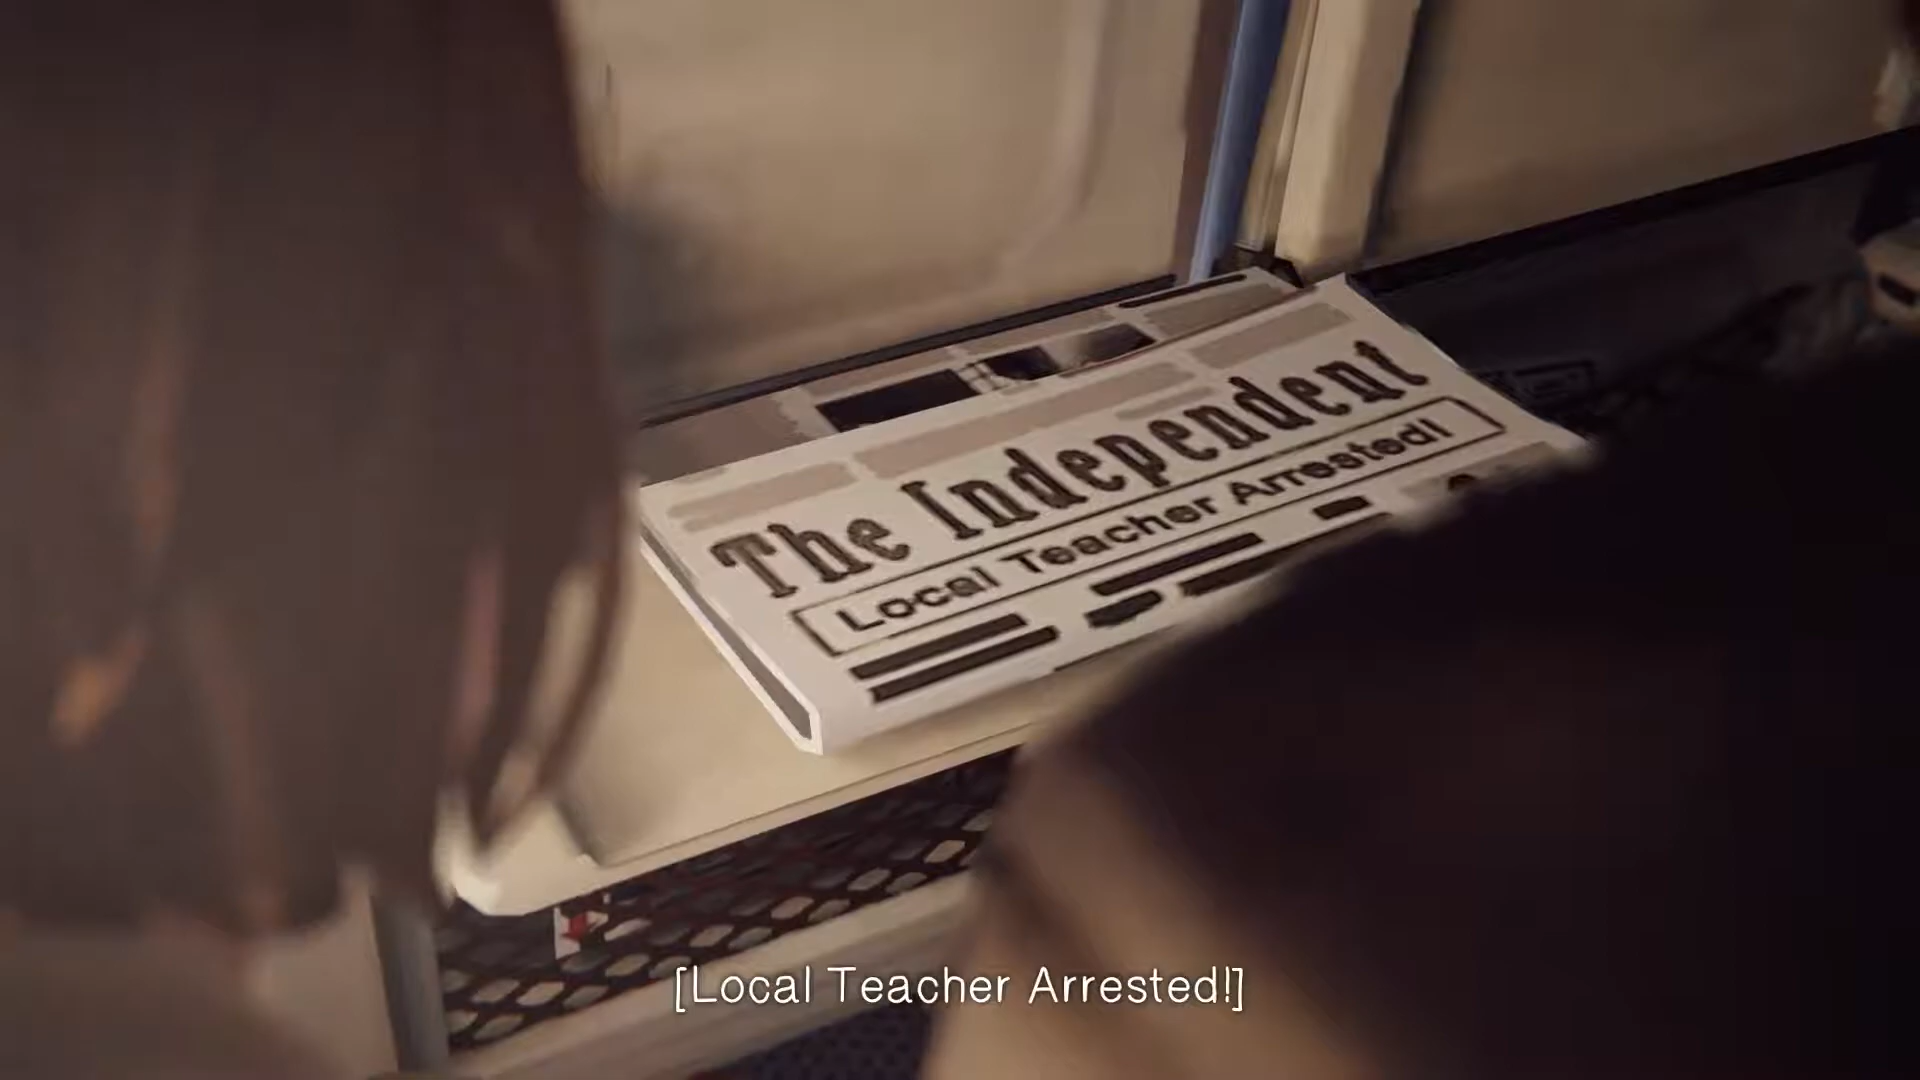 The Independent
Local Teacher Arrested!
[Local Teacher Arrested!]